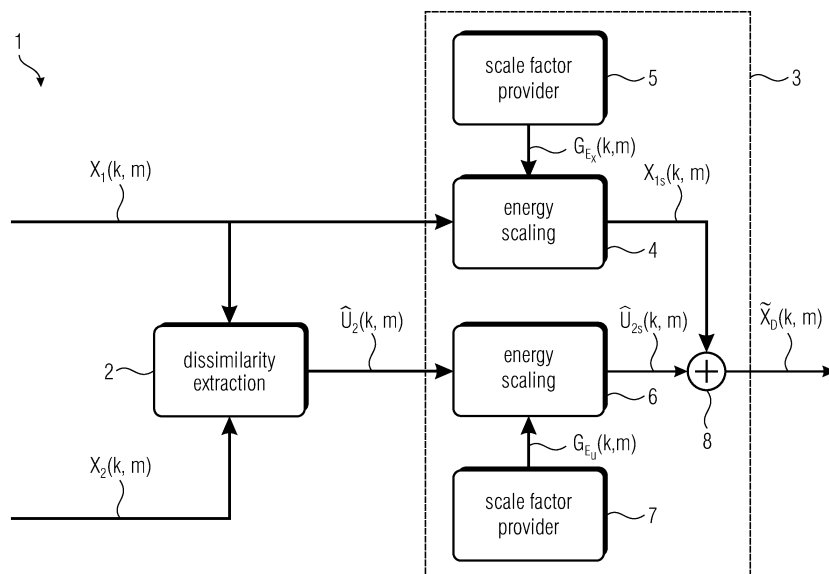 1
scale factor
provider
5
3
G_{E_x}(k,m)
X_1(k, m)
X_{1s}(k, m)
energy
scaling
4
2
dissimilarity
extraction
Û_2(k, m)
energy
scaling
6
Û_{2s}(k, m)
X̃_D(k, m)
8
G_{E_u}(k,m)
X_2(k, m)
scale factor
provider
7